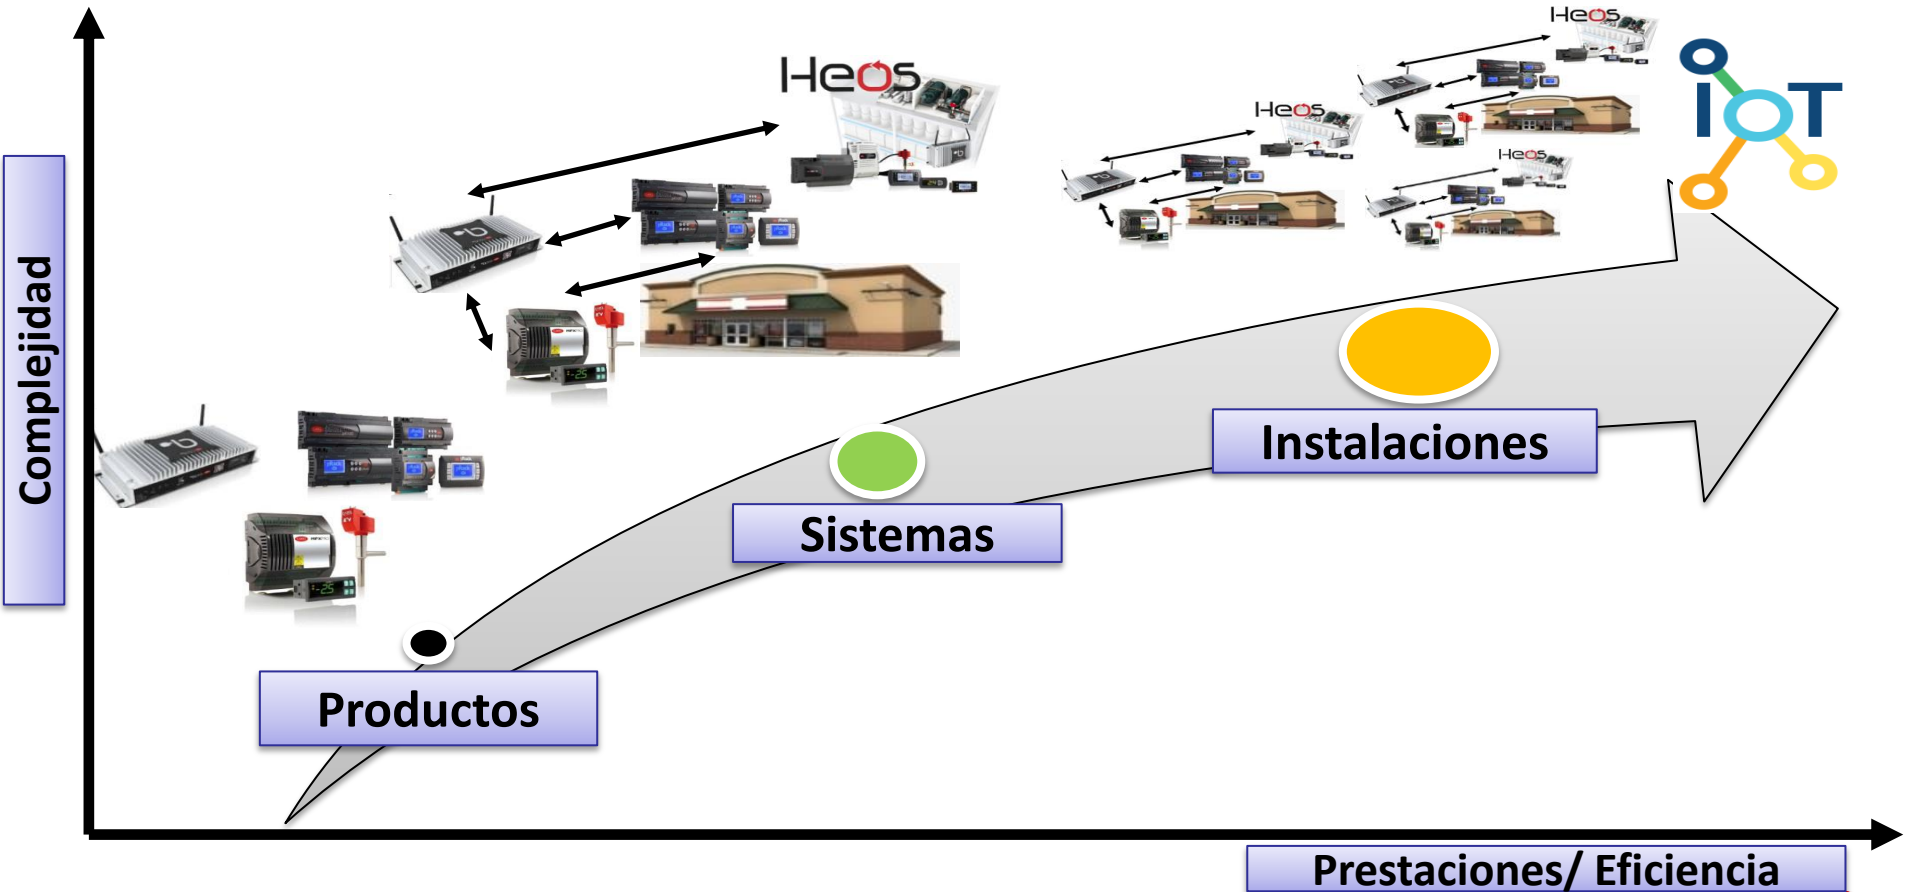 Heos
Heos
Heos
Heos
IoT
Complejidad
Instalaciones
Sistemas
Productos
Prestaciones/ Eficiencia